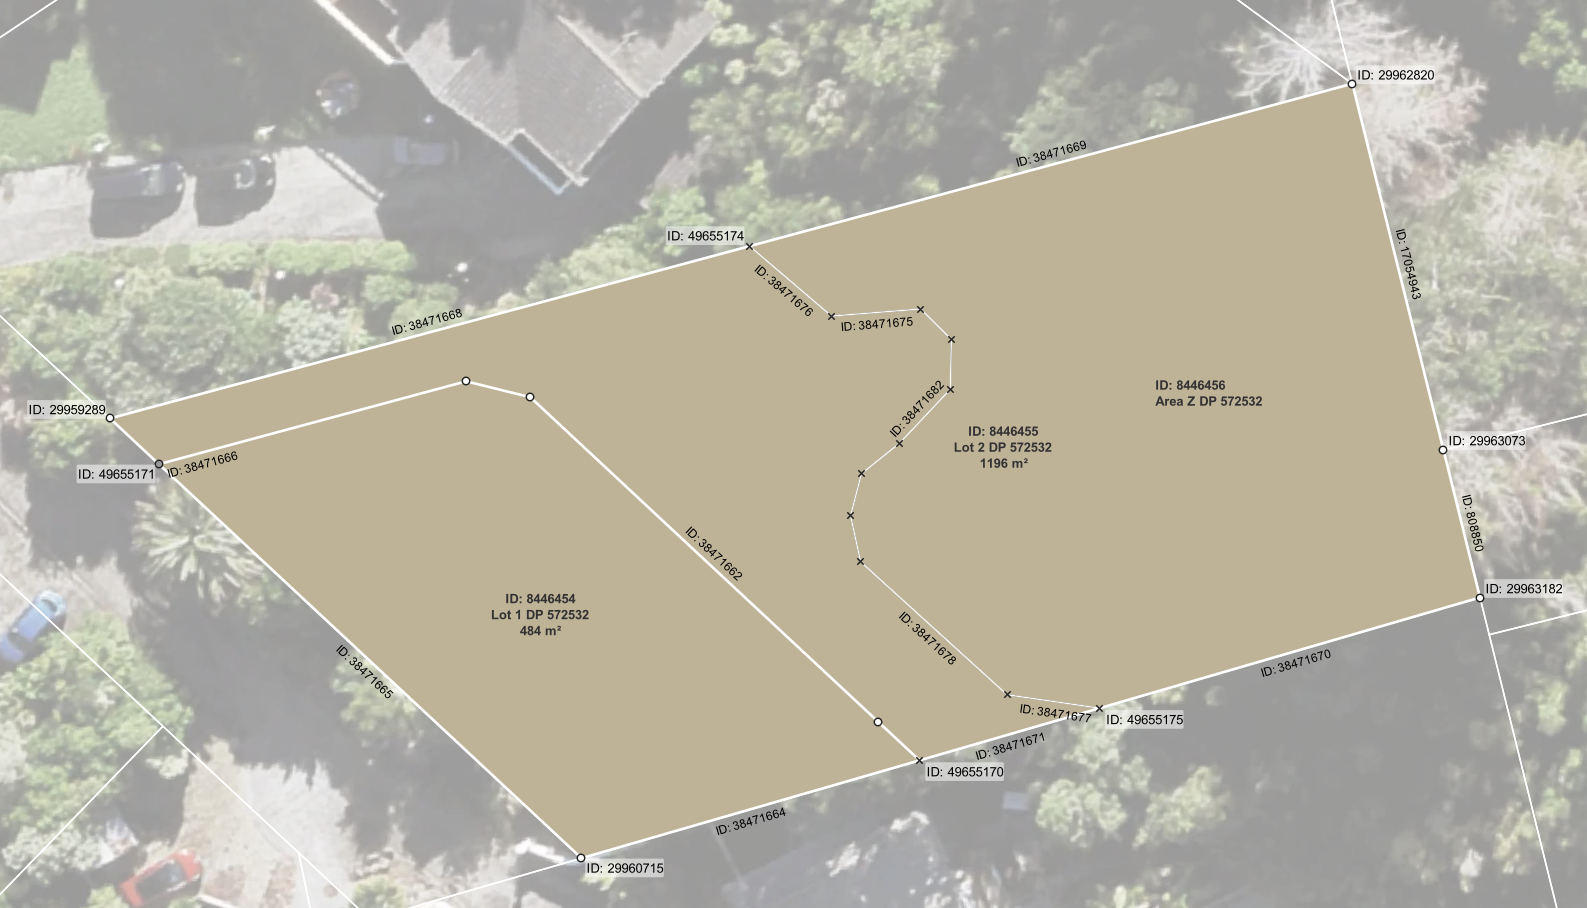 ID: 29962820
ID: 38471669
ID: 49655174
ID: 17054943
ID: 38471676
ID: 38471668
ID: 38471675
ID: 8446456
Area Z DP 572532
ID: 38471682
ID: 29959289
ID: 8446455
Lot 2 DP 572532
1196 m²
ID: 29963073
ID: 49655171
ID: 38471666
ID: 808850
ID: 38471662
ID: 29963182
ID: 8446454
Lot 1 DP 572532
484 m²
ID: 38471678
ID: 38471665
ID: 38471670
ID: 38471677
ID: 49655175
ID: 38471671
ID: 49655170
ID: 38471664
ID: 29960715